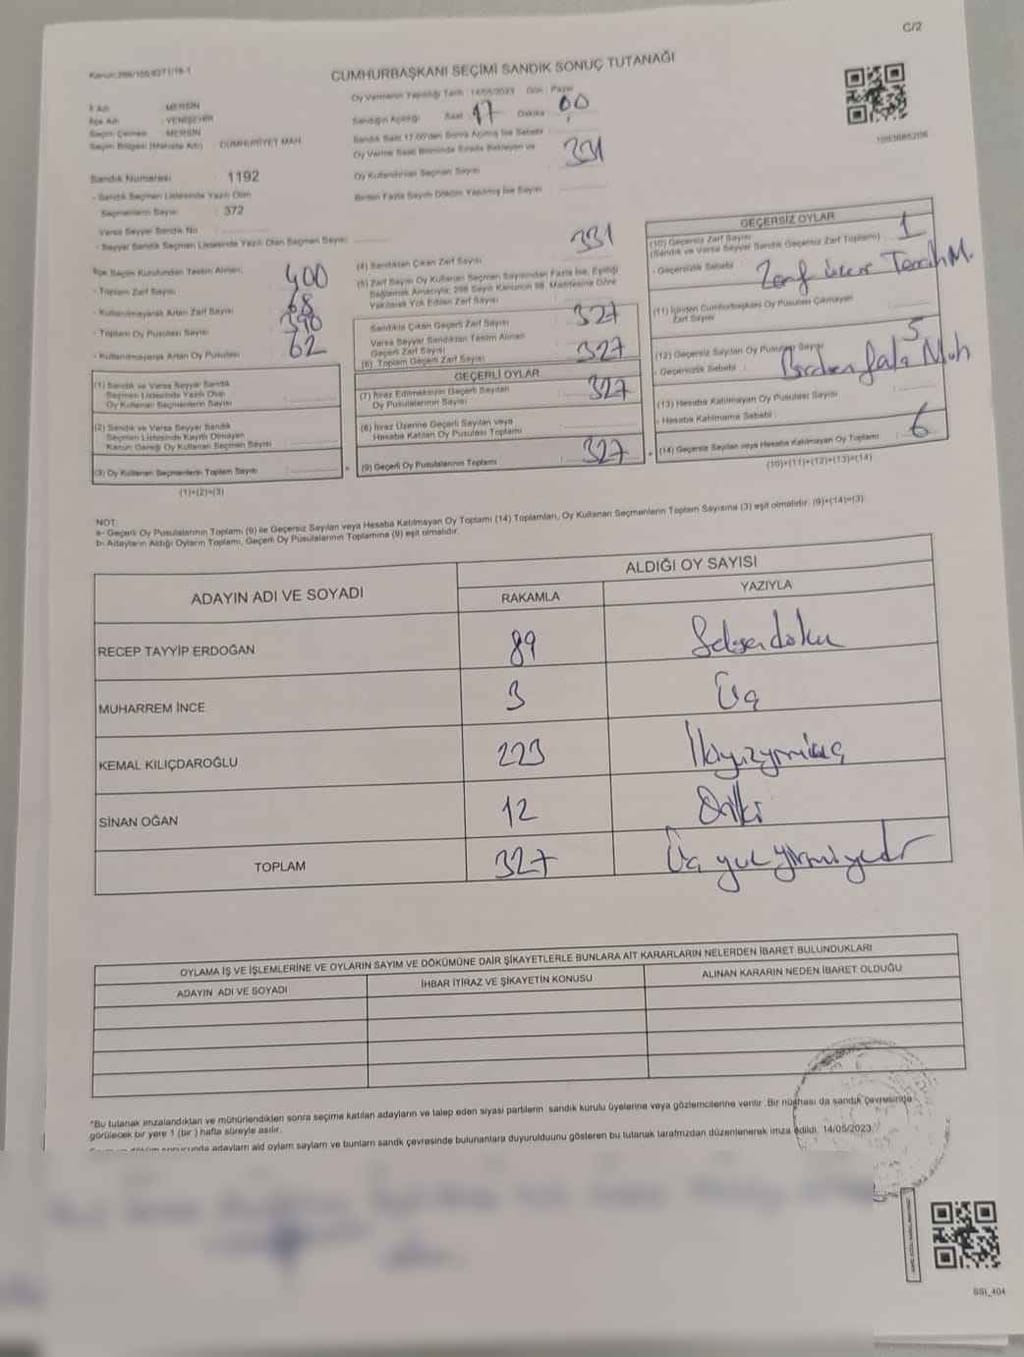 C/2
CUMHURBAŞKANI SEÇİMİ SANDIK SONUÇ TUTANAĞI
Oy Vermenin Yapıldığı Tarih : 14/05/2023 Gün : Pazar
İl Adı : MERSİN
İlçe Adı : YENİŞEHİR
Seçim Çevresi : MERSİN
Seçim Bölgesi (Mahalle Adı) : CUMHURİYET MAH.
Sandığın Açıldığı Saat 17 Dakika : 00
Sandık Saat 17:00'den Sonra Açılmış İse Sebebi
Oy Verme Saati Bitiminde Sırada Bekleyen ve
Oy Kullandırılan Seçmen Sayısı 331
Birden Fazla Sayım Döküm Yapılmış İse Sayısı
Sandık Numarası : 1192
- Sandık Seçmen Listesinde Yazılı Olan
Seçmenlerin Sayısı : 372
Varsa Seyyar Sandık No
- Seyyar Sandık Seçmen Listesinde Yazılı Olan Seçmen Sayısı
İlçe Seçim Kurulundan Teslim Alınan;
- Toplam Zarf Sayısı 400
- Kullanılmayarak Artan Zarf Sayısı 68
- Toplam Oy Pusulası Sayısı 390
- Kullanılmayarak Artan Oy Pusulası 62
(1) Sandık ve Varsa Seyyar Sandık
Seçmen Listesinde Yazılı Olup
Oy Kullanan Seçmenlerin Sayısı
(2) Sandık ve Varsa Seyyar Sandık
Seçmen Listesinde Kayıtlı Olmayan
Kanun Gereği Oy Kullanan Seçmen Sayısı
(3) Oy Kullanan Seçmenlerin Toplam Sayısı
(1)+(2)=(3)
(4) Sandıktan Çıkan Zarf Sayısı 331
(5) Zarf Sayısı Oy Kullanan Seçmen Sayısından Fazla İse, Eşitliği
Sağlamak Amacıyla; 298 Sayılı Kanunun 98. Maddesine Göre
Yakılarak Yok Edilen Zarf Sayısı
Sandıkta Çıkan Geçerli Zarf Sayısı 327
Varsa Seyyar Sandıktan Teslim Alınan
Geçerli Zarf Sayısı
(6) Toplam Geçerli Zarf Sayısı 327
GEÇERLİ OYLAR
(7) İtiraz Edilmeksizin Geçerli Sayılan
Oy Pusulalarının Sayısı 327
(8) İtiraz Üzerine Geçerli Sayılan veya
Hesaba Katılan Oy Pusulası Toplamı
(9) Geçerli Oy Pusulalarının Toplamı 327
GEÇERSİZ OYLAR
(10) Geçersiz Zarf Sayısı 1
(Sandık ve Varsa Seyyar Sandık Geçersiz Zarf Toplamı)
- Geçersizlik Sebebi Zarf üzeri Tercih M.
(11) İçinden Cumhurbaşkanı Oy Pusulası Çıkmayan
Zarf Sayısı
(12) Geçersiz Sayılan Oy Pusulası Sayısı 5
- Geçersizlik Sebebi : Birden fazla Müh
(13) Hesaba Katılmayan Oy Pusulası Sayısı
- Hesaba Katılmama Sebebi :
(14) Geçersiz Sayılan veya Hesaba Katılmayan Oy Toplamı 6
(10)+(11)+(12)+(13)=(14)
NOT:
a- Geçerli Oy Pusulalarının Toplamı (9) ile Geçersiz Sayılan veya Hesaba Katılmayan Oy Toplamı (14) Toplamları, Oy Kullanan Seçmenlerin Toplam Sayısına (3) eşit olmalıdır. (9)+(14)=(3)
b- Adayların Aldığı Oyların Toplamı, Geçerli Oy Pusulalarının Toplamına (9) eşit olmalıdır.
ADAYIN ADI VE SOYADI
ALDIĞI OY SAYISI
RAKAMLA YAZIYLA
RECEP TAYYİP ERDOĞAN 89 Seksendoku
MUHARREM İNCE 3 Üç
KEMAL KILIÇDAROĞLU 223 İkiyüzyirmiüç
SİNAN OĞAN 12 Oniki
TOPLAM 327 Üç yüz yirmiyedi
OYLAMA İŞ VE İŞLEMLERİNE VE OYLARIN SAYIM VE DÖKÜMÜNE DAİR ŞİKAYETLERLE BUNLARA AİT KARARLARIN NELERDEN İBARET BULUNDUKLARI
ADAYIN ADI VE SOYADI İHBAR İTİRAZ VE ŞİKAYETİN KONUSU ALINAN KARARIN NEDEN İBARET OLDUĞU
*Bu tutanak imzalandıktan ve mühürlendikten sonra seçime katılan adayların ve talep eden siyasi partilerin sandık kurulu üyelerine veya gözlemcilerine verilir. Bir nüshası da sandık çevresinde
görülecek bir yere 1 (bir) hafta süreyle asılır.
adayların aldığı oyların sayısını ve bunların sandık çevresinde bulunanlara duyurulduğunu gösteren bu tutanak tarafımızdan düzenlenerek imza edildi. 14/05/2023
SSI_404